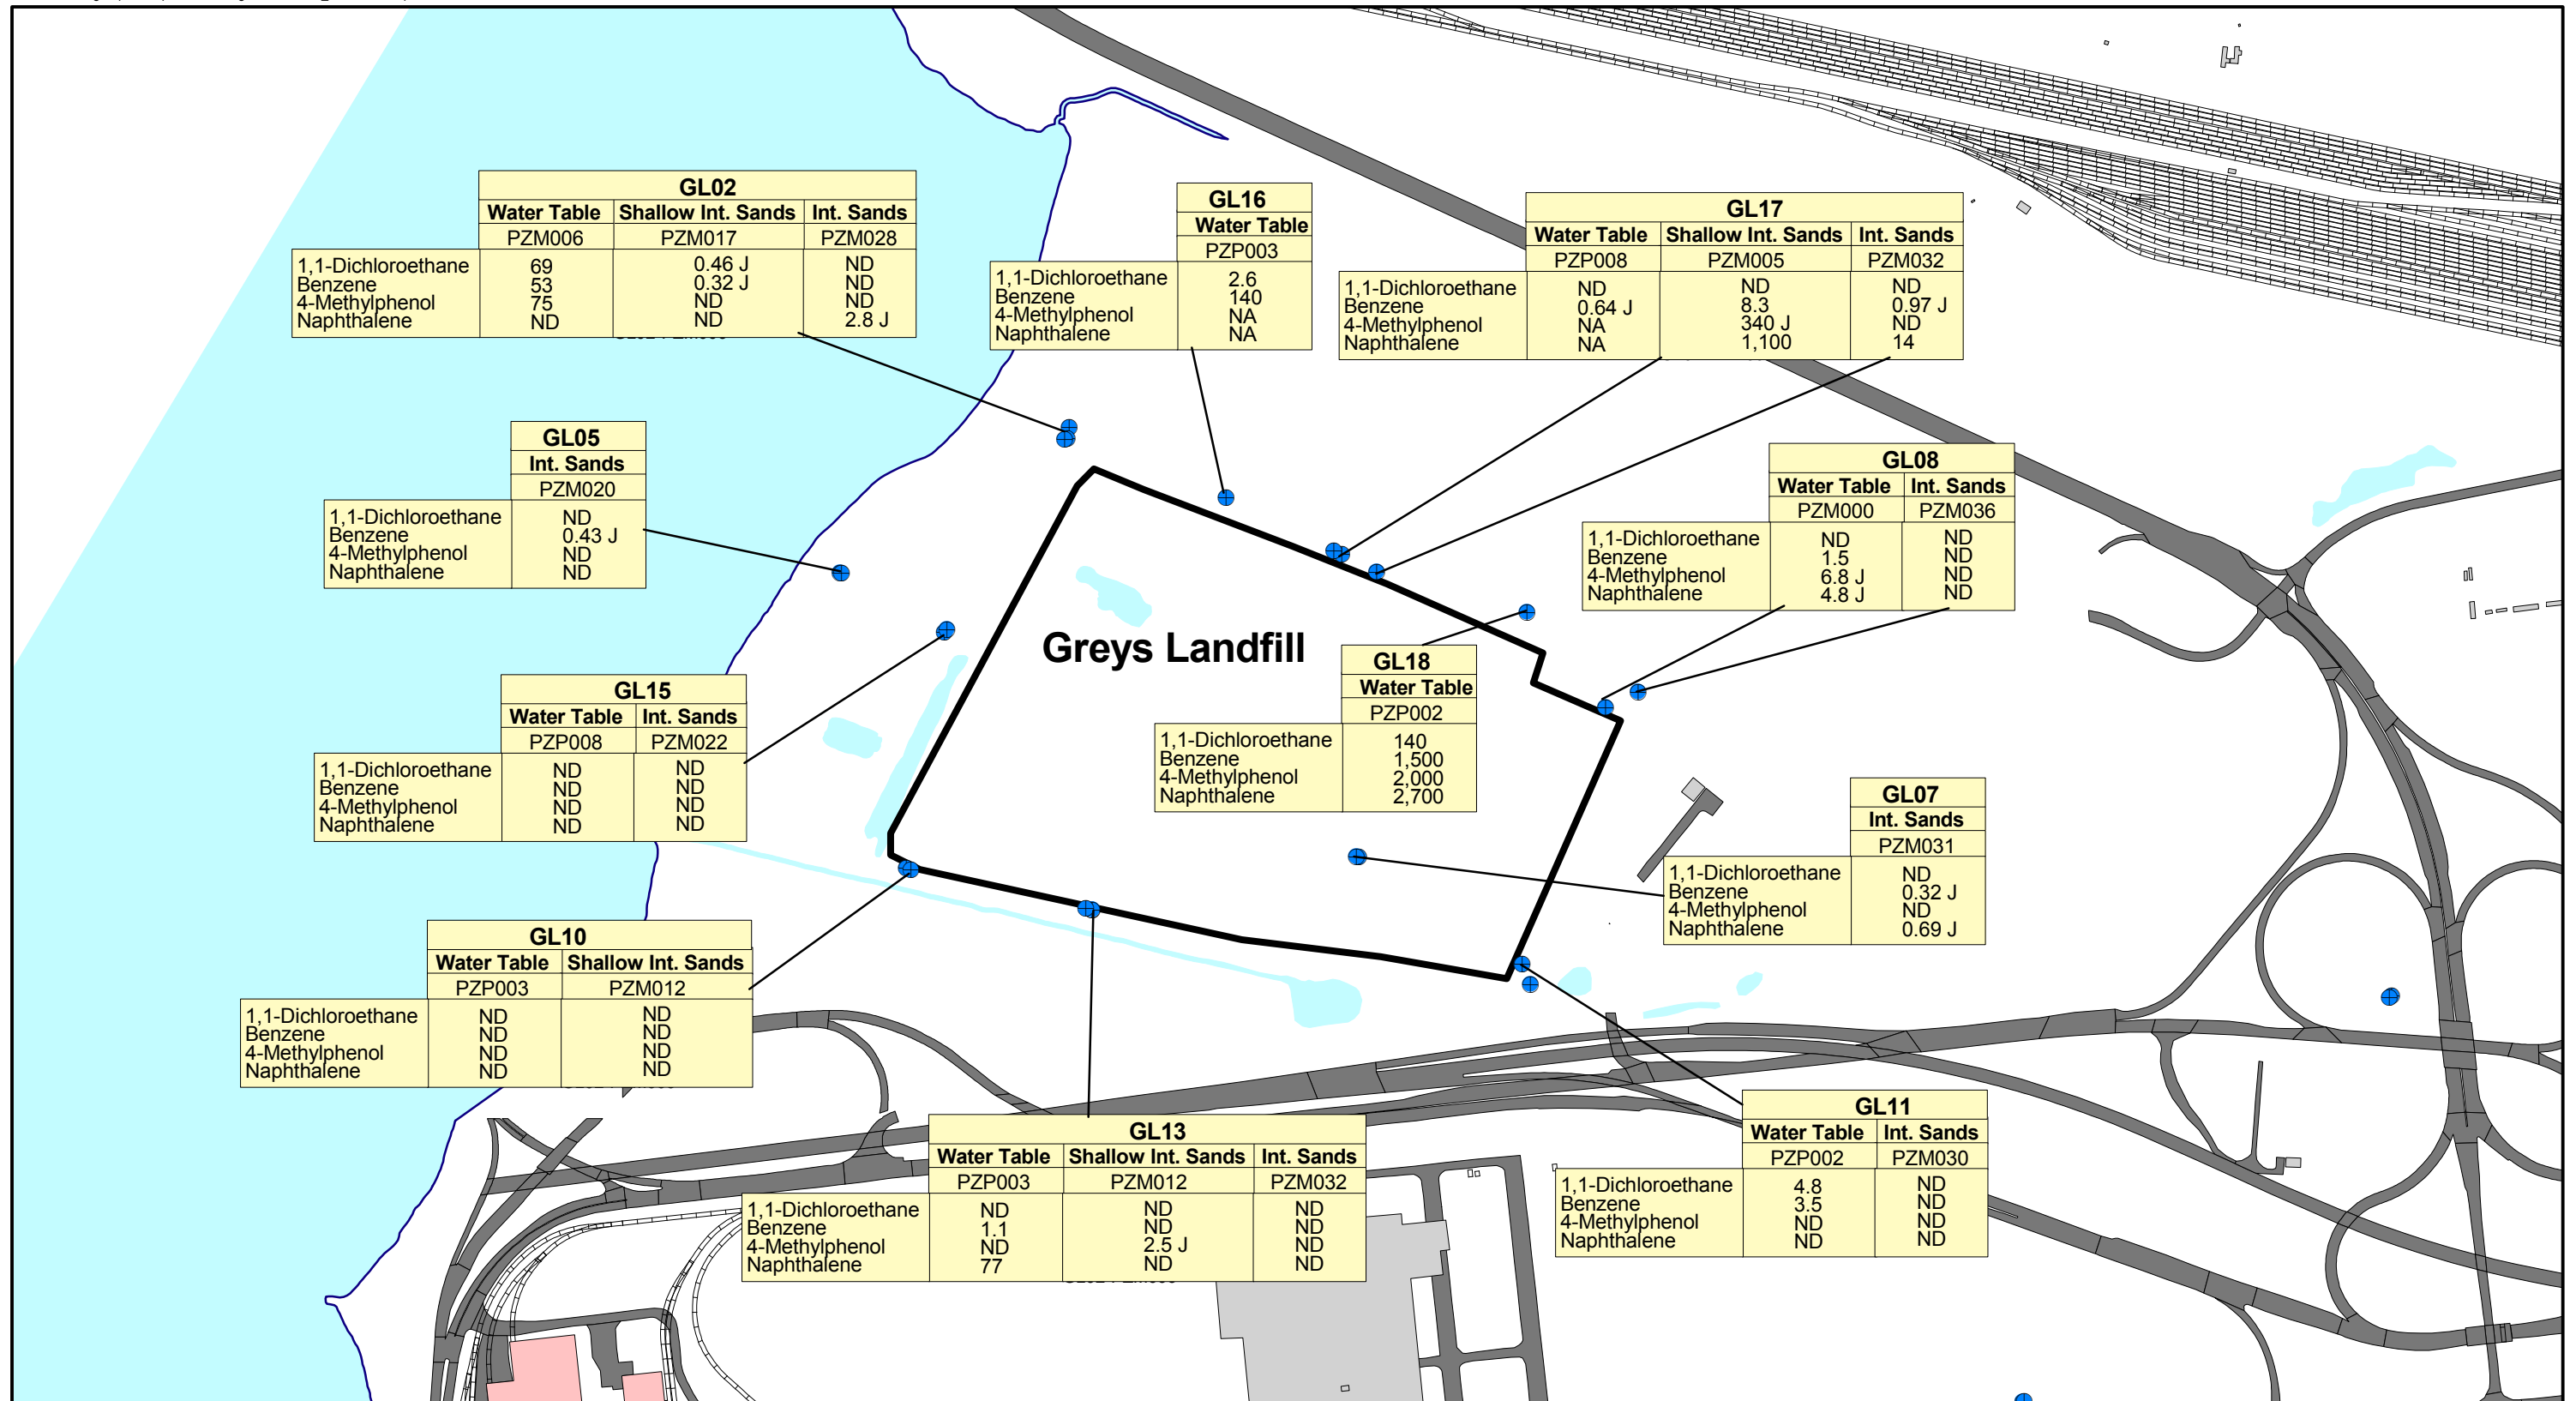 GL02
Water Table Shallow Int. Sands Int. Sands
PZM006 PZM017 PZM028
1,1-Dichloroethane 69 0.46 J ND
Benzene 53 0.32 J ND
4-Methylphenol 75 ND ND
Naphthalene ND ND 2.8 J
GL16
Water Table
PZP003
1,1-Dichloroethane 2.6
Benzene 140
4-Methylphenol NA
Naphthalene NA
GL17
Water Table Shallow Int. Sands Int. Sands
PZP008 PZM005 PZM032
1,1-Dichloroethane ND ND ND
Benzene 0.64 J 8.3 0.97 J
4-Methylphenol NA 340 J ND
Naphthalene NA 1,100 14
GL05
Int. Sands
PZM020
1,1-Dichloroethane ND
Benzene 0.43 J
4-Methylphenol ND
Naphthalene ND
GL08
Water Table Int. Sands
PZM000 PZM036
1,1-Dichloroethane ND ND
Benzene 1.5 ND
4-Methylphenol 6.8 J ND
Naphthalene 4.8 J ND
Greys Landfill
GL18
Water Table
PZP002
1,1-Dichloroethane 140
Benzene 1,500
4-Methylphenol 2,000
Naphthalene 2,700
GL15
Water Table Int. Sands
PZP008 PZM022
1,1-Dichloroethane ND ND
Benzene ND ND
4-Methylphenol ND ND
Naphthalene ND ND
GL07
Int. Sands
PZM031
1,1-Dichloroethane ND
Benzene 0.32 J
4-Methylphenol ND
Naphthalene 0.69 J
GL10
Water Table Shallow Int. Sands
PZP003 PZM012
1,1-Dichloroethane ND ND
Benzene ND ND
4-Methylphenol ND ND
Naphthalene ND ND
GL13
Water Table Shallow Int. Sands Int. Sands
PZP003 PZM012 PZM032
1,1-Dichloroethane ND ND ND
Benzene 1.1 ND ND
4-Methylphenol ND 2.5 J ND
Naphthalene 77 ND ND
GL11
Water Table Int. Sands
PZP002 PZM030
1,1-Dichloroethane 4.8 ND
Benzene 3.5 ND
4-Methylphenol ND ND
Naphthalene ND ND